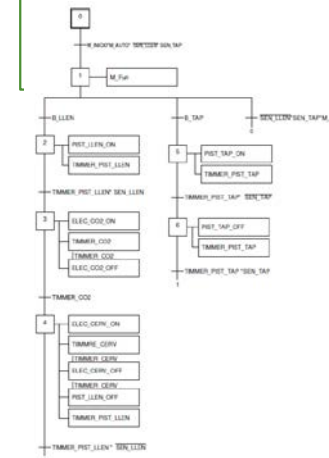 0
B_INICIO*M_AUTO* SEN_LLEN* SEN_TAP
1
M_Fun
B_LLEN
B_TAP
SEN_LLEN*SEN_TAP*M_
0
2
PIST_LLEN_ON
TIMMER_PIST_LLEN
5
PIST_TAP_ON
TIMMER_PIST_TAP
TIMMER_PIST_LLEN* SEN_LLEN
TIMMER_PIST_TAP* SEN_TAP
3
ELEC_CO2_ON
TIMMER_CO2
TIMMER_CO2
ELEC_CO2_OFF
6
PIST_TAP_OFF
TIMMER_PIST_TAP
TIMMER_PIST_TAP *SEN_TAP
1
TIMMER_CO2
4
ELEC_CERV_ON
TIMMRE_CERV
TIMMER_CERV
ELEC_CERV_OFF
TIMMER_CERV
PIST_LLEN_OFF
TIMMER_PIST_LLEN
TIMMER_PIST_LLEN* SEN_LLEN